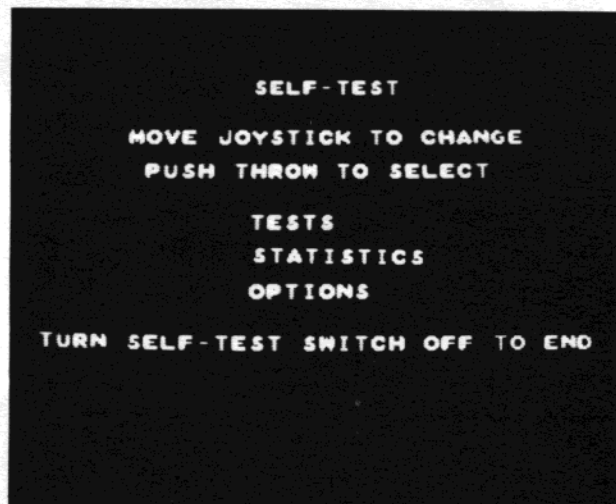 SELF-TEST
MOVE JOYSTICK TO CHANGE
PUSH THROW TO SELECT
TESTS
STATISTICS
OPTIONS
TURN SELF-TEST SWITCH OFF TO END